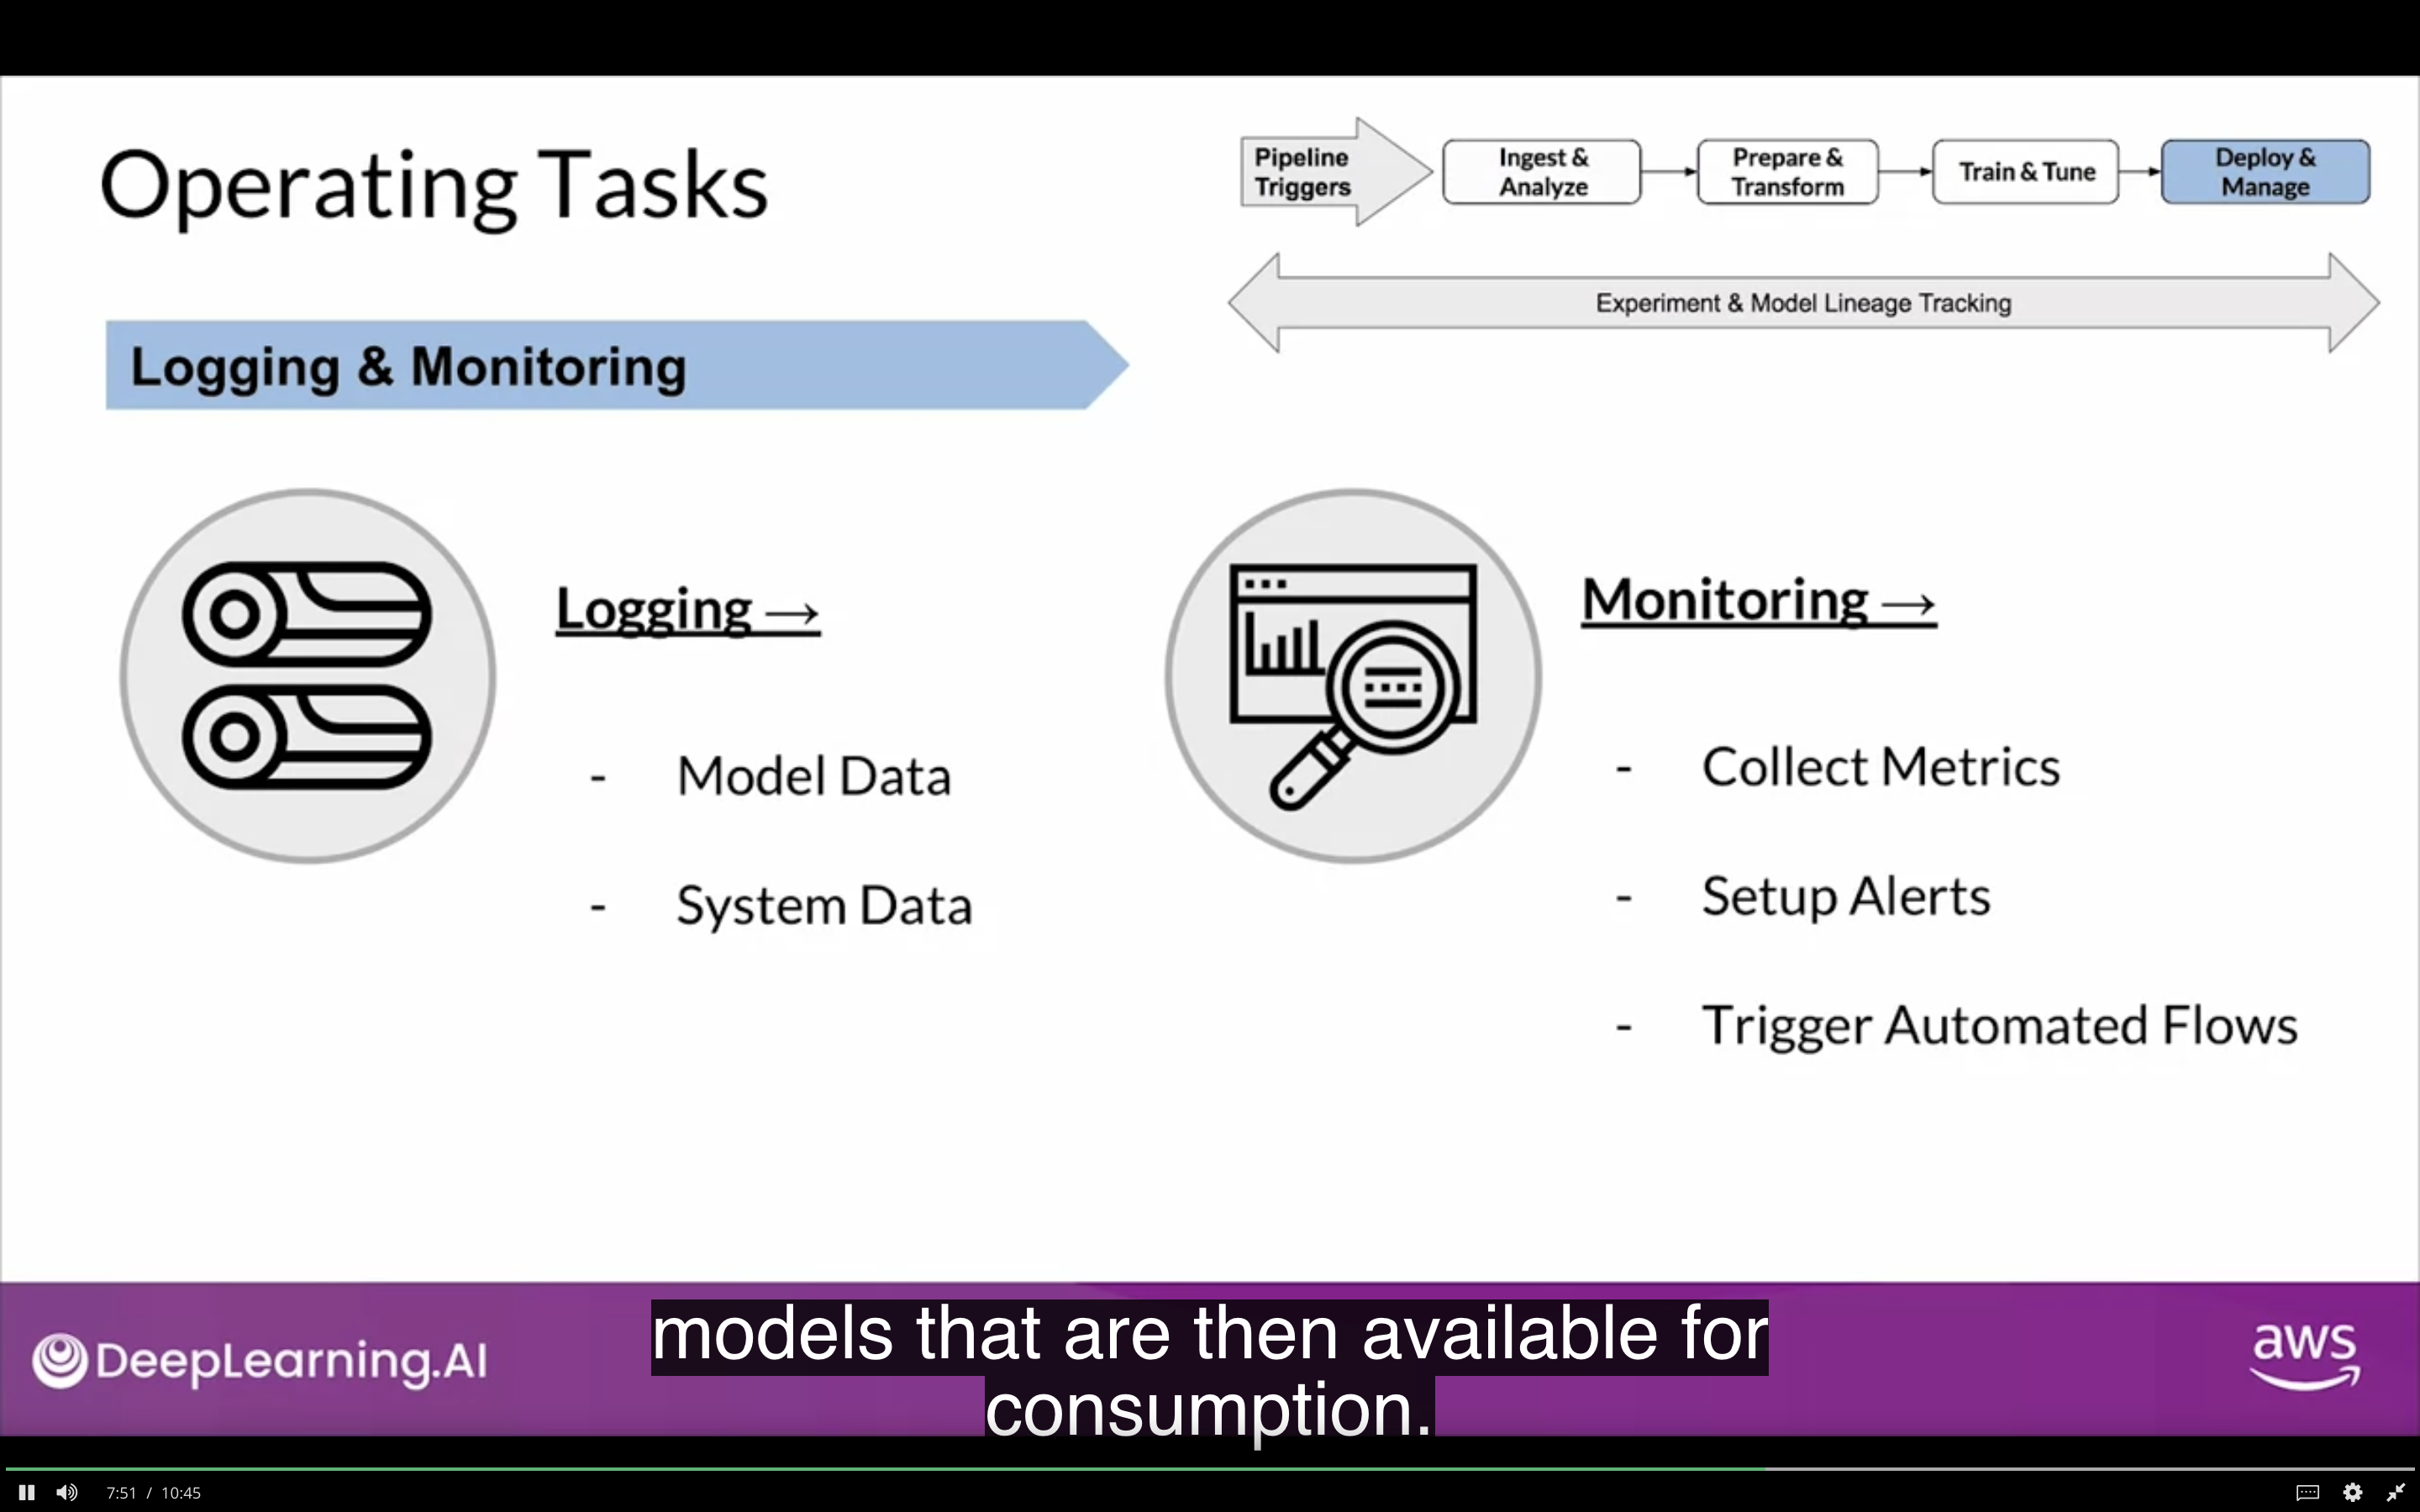 Operating Tasks
Pipeline
Triggers
Ingest &
Analyze
Prepare &
Transform
Train & Tune
Deploy &
Manage
Experiment & Model Lineage Tracking
Logging & Monitoring
Logging →
- Model Data
- System Data
Monitoring →
- Collect Metrics
- Setup Alerts
- Trigger Automated Flows
DeepLearning.AI
models that are then available for
consumption.
aws
7:51 / 10:45